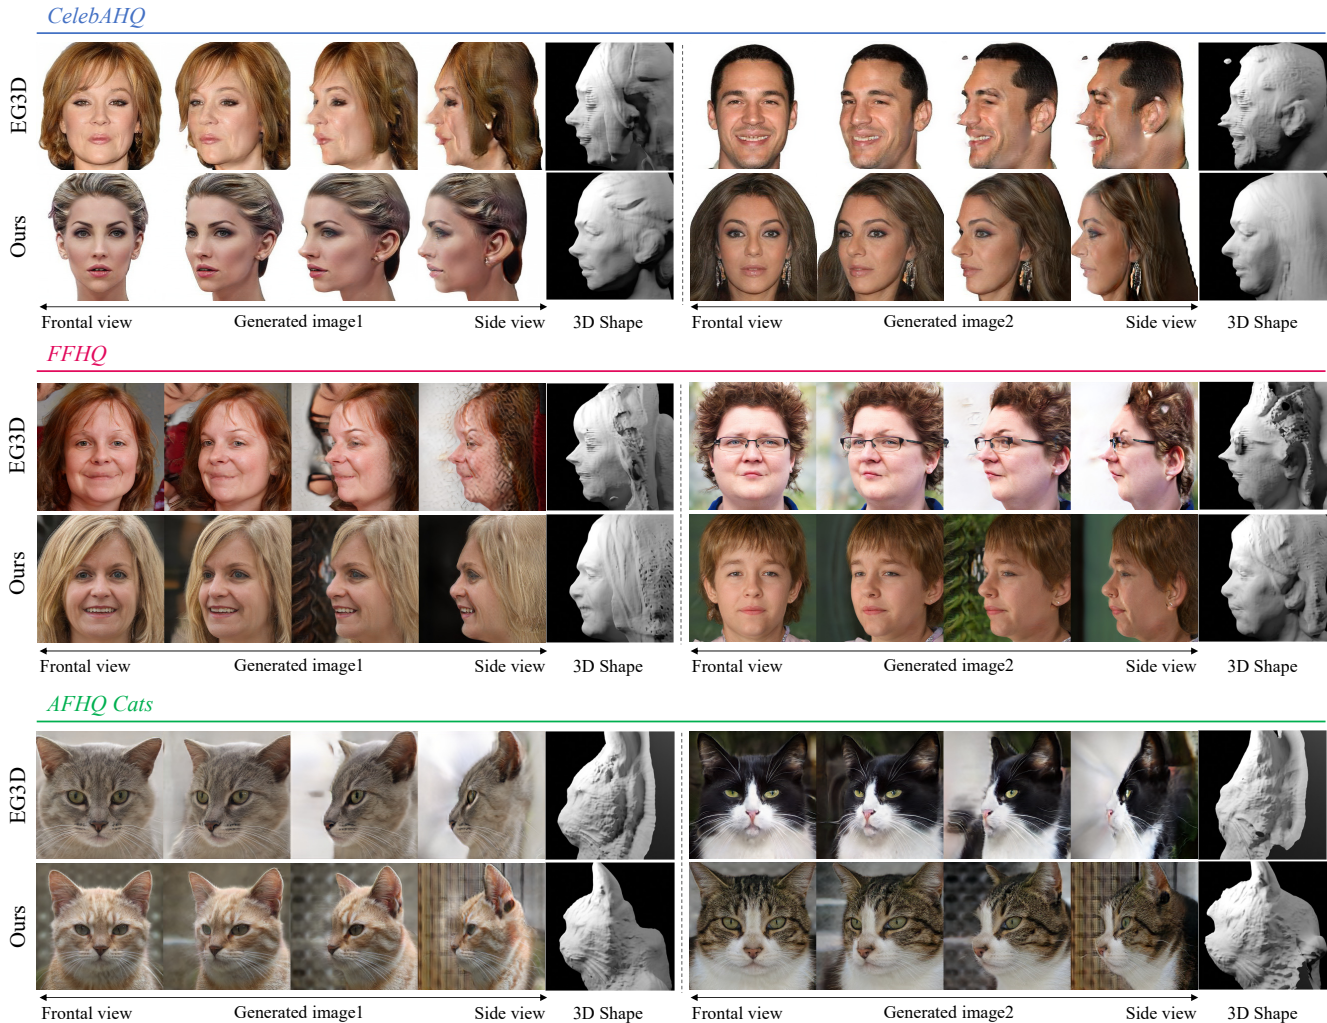 CelebAHQ
EG3D
Ours
Frontal view Generated image1 Side view 3D Shape Frontal view Generated image2 Side view 3D Shape
FFHQ
EG3D
Ours
Frontal view Generated image1 Side view 3D Shape Frontal view Generated image2 Side view 3D Shape
AFHQ Cats
EG3D
Ours
Frontal view Generated image1 Side view 3D Shape Frontal view Generated image2 Side view 3D Shape